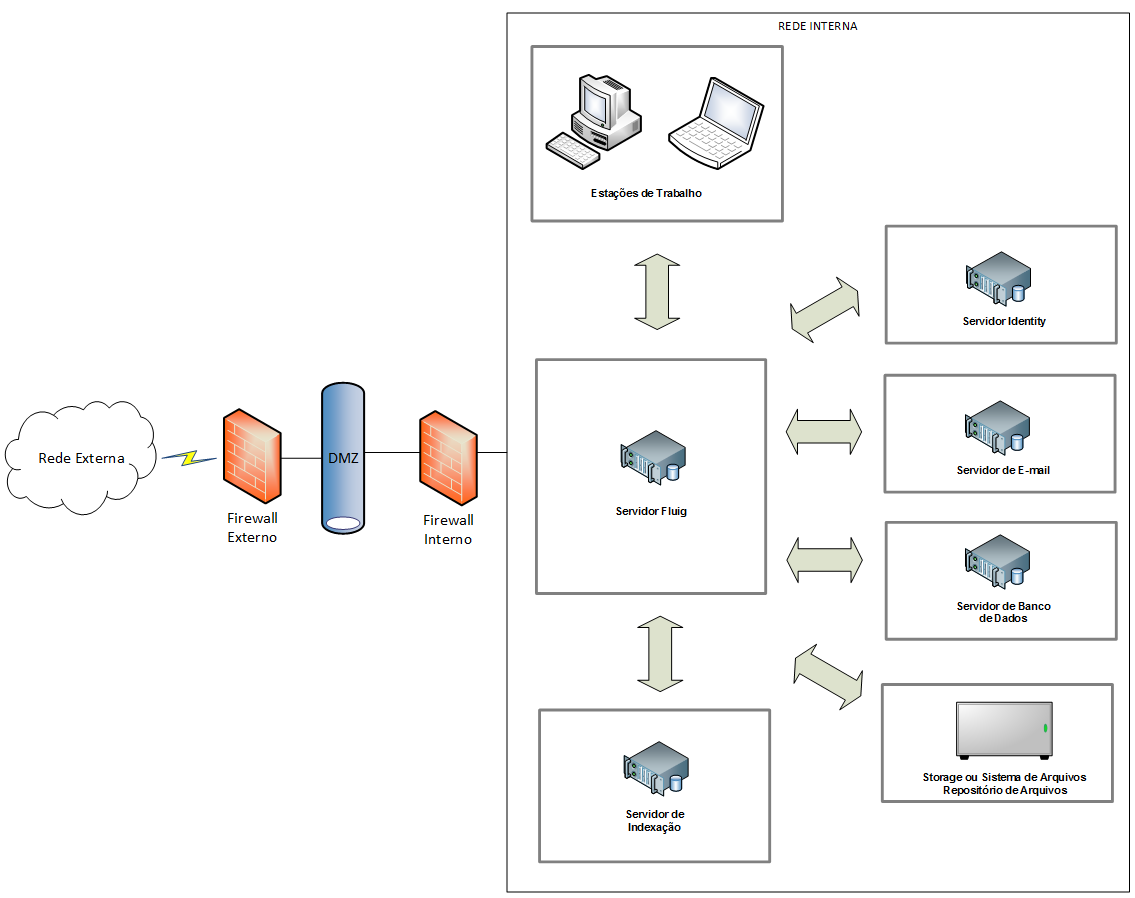 REDE INTERNA
Estações de Trabalho
Servidor Identity
Rede Externa
DMZ
Firewall
Externo
Firewall
Interno
Servidor Fluig
Servidor de E-mail
Servidor de Banco
de Dados
Servidor de
Indexação
Storage ou Sistema de Arquivos
Repositório de Arquivos